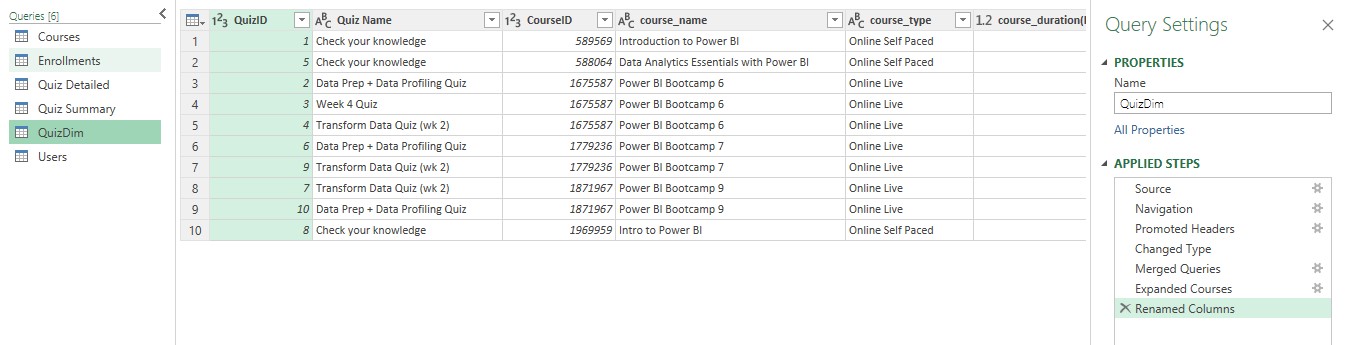 Queries [6]
Courses
Enrollments
Quiz Detailed
Quiz Summary
QuizDim
Users
1²3 QuizID ABC Quiz Name 1²3 CourseID ABC course_name ABC course_type 1.2 course_duration(
1 1 Check your knowledge 589569 Introduction to Power BI Online Self Paced
2 5 Check your knowledge 588064 Data Analytics Essentials with Power BI Online Self Paced
3 2 Data Prep + Data Profiling Quiz 1675587 Power BI Bootcamp 6 Online Live
4 3 Week 4 Quiz 1675587 Power BI Bootcamp 6 Online Live
5 4 Transform Data Quiz (wk 2) 1675587 Power BI Bootcamp 6 Online Live
6 6 Data Prep + Data Profiling Quiz 1779236 Power BI Bootcamp 7 Online Live
7 9 Transform Data Quiz (wk 2) 1779236 Power BI Bootcamp 7 Online Live
8 7 Transform Data Quiz (wk 2) 1871967 Power BI Bootcamp 9 Online Live
9 10 Data Prep + Data Profiling Quiz 1871967 Power BI Bootcamp 9 Online Live
10 8 Check your knowledge 1969959 Intro to Power BI Online Self Paced
Query Settings
PROPERTIES
Name
QuizDim
All Properties
APPLIED STEPS
Source
Navigation
Promoted Headers
Changed Type
Merged Queries
Expanded Courses
Renamed Columns